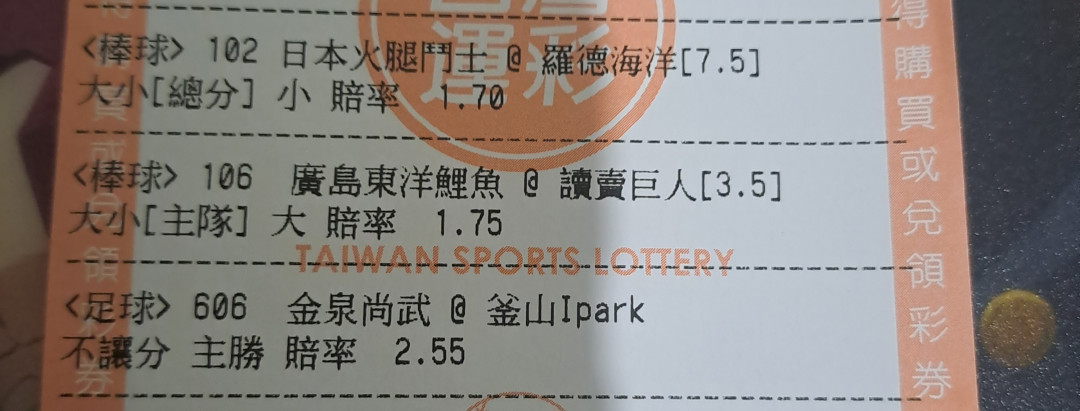 <棒球> 102 日本火腿鬥士 @ 羅德海洋[7.5]
大小[總分] 小 賠率 1.70
<棒球> 106 廣島東洋鯉魚 @ 讀賣巨人[3.5]
大小[主隊] 大 賠率 1.75
TAIWAN SPORTS LOTTERY
<足球> 606 金泉尚武 @ 釜山Ipark
不讓分 主勝 賠率 2.55
運彩
得購買或兌領彩券